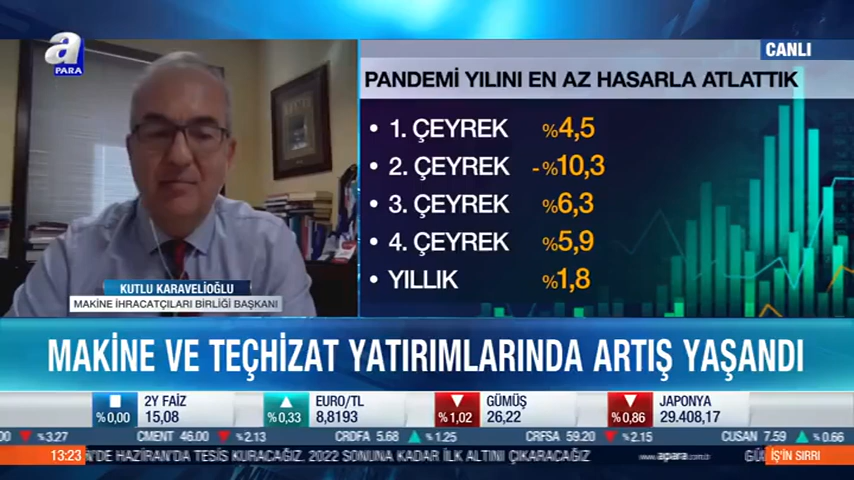 a
PARA
CANLI
PANDEMİ YILINI EN AZ HASARLA ATLATTIK
• 1. ÇEYREK %4,5
• 2. ÇEYREK -%10,3
• 3. ÇEYREK %6,3
• 4. ÇEYREK %5,9
• YILLIK %1,8
KUTLU KARAVELİOĞLU
MAKİNE İHRACATÇILARI BİRLİĞİ BAŞKANI
MAKİNE VE TEÇHİZAT YATIRIMLARINDA ARTIŞ YAŞANDI
%0,00 2Y FAİZ 15,08
%0,33 EURO/TL 8,8193
%1,02 GÜMÜŞ 26,22
%0,86 JAPONYA 29.408,17
▼ %3.27 CMENT 46.00 ▼ %2.13 CRDFA 5.68 ▲ %1.25 CRFSA 59.20 ▼ %2.15 CUSAN 7.59 ▲ %0.66
13:23 'DE HAZİRAN'DA TESİS KURACAĞIZ. 2022 SONUNA KADAR İLK ALTINI ÇIKARACAĞIZ www.apara.com.tr İŞ'İN SIRRI